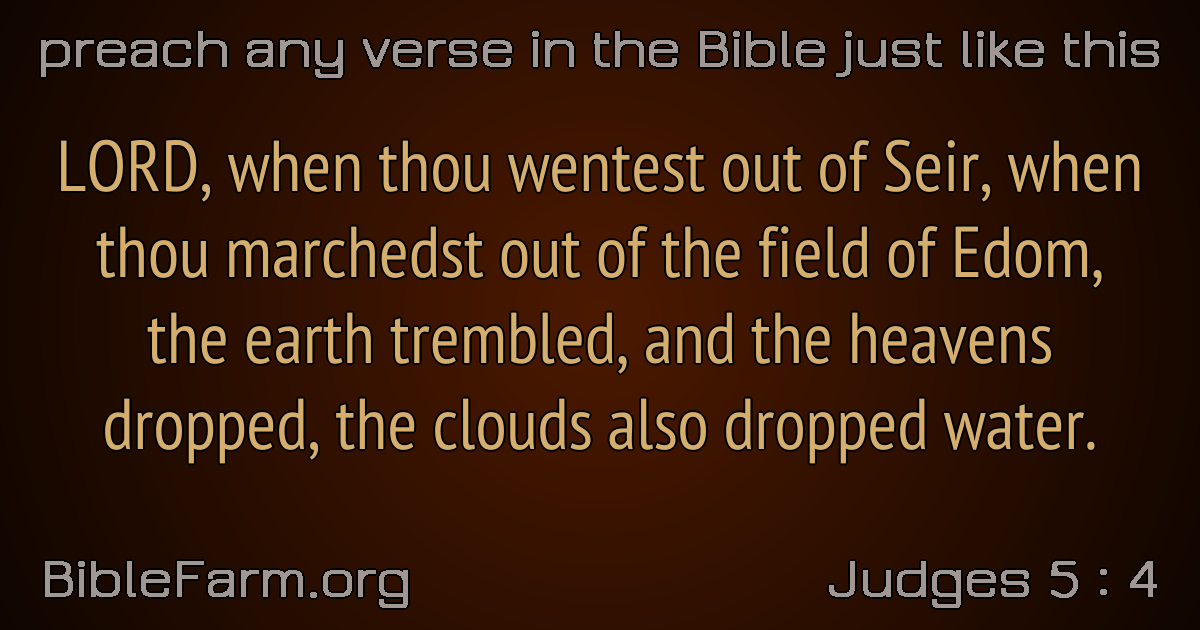 preach any verse in the Bible just like this
LORD, when thou wentest out of Seir, when
thou marchedst out of the field of Edom,
the earth trembled, and the heavens
dropped, the clouds also dropped water.
BibleFarm.org
Judges 5 : 4